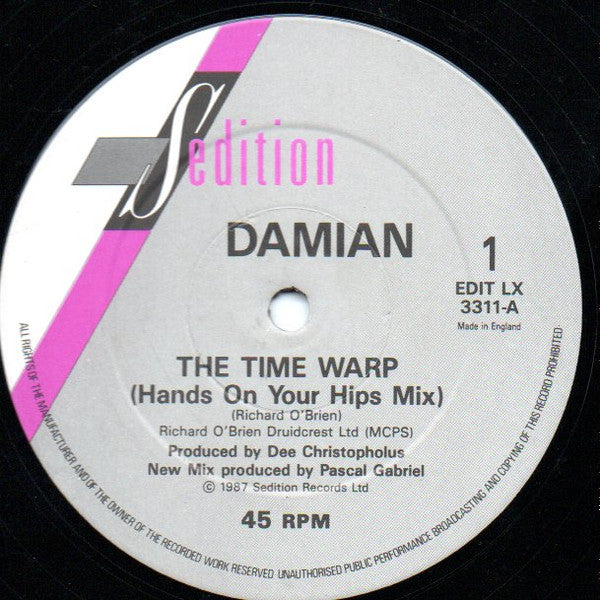 Sedition
DAMIAN
1
EDIT LX
3311-A
Made in England
THE TIME WARP
(Hands On Your Hips Mix)
(Richard O'Brien)
Richard O'Brien Druidcrest Ltd (MCPS)
Produced by Dee Christopholus
New Mix produced by Pascal Gabriel
© 1987 Sedition Records Ltd
45 RPM
ALL RIGHTS OF THE MANUFACTURER AND OF THE OWNER OF THE RECORDED WORK RESERVED. UNAUTHORISED PUBLIC PERFORMANCE BROADCASTING AND COPYING OF THIS RECORD PROHIBITED